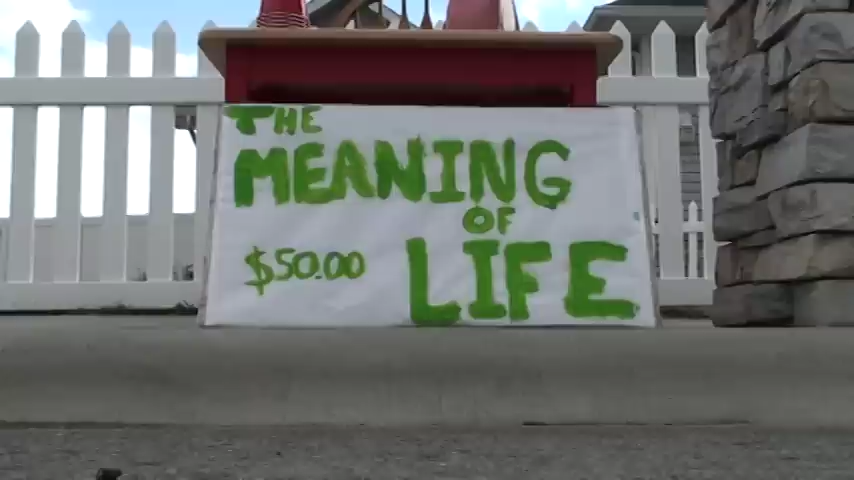 THE
MEANING
OF
$50.00 LIFE